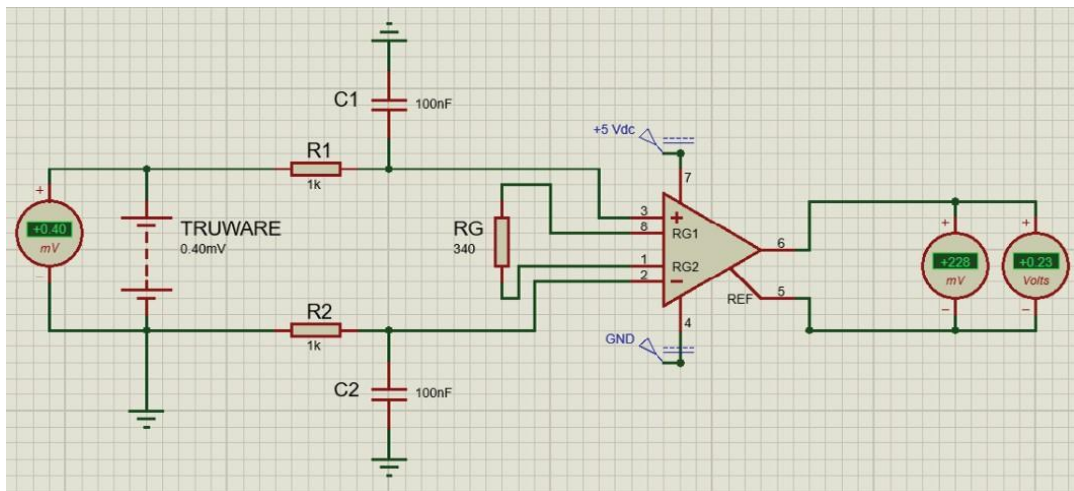 C1
100nF
+5 Vdc
7
R1
1k
+
+0.40
mV
TRUWARE
0.40mV
RG
340
3
8
1
2
+
RG1
RG2
-
6
REF
5
+
+228
mV
-
+
+0.23
Volts
-
R2
1k
4
GND
C2
100nF